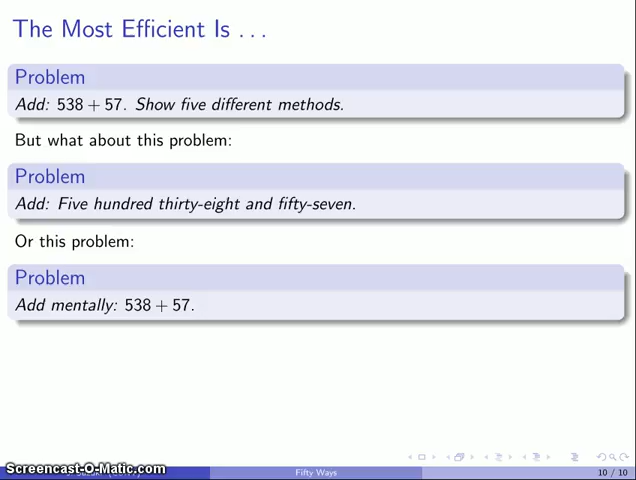 The Most Efficient Is . . .
Problem
Add: 538 + 57. Show five different methods.
But what about this problem:
Problem
Add: Five hundred thirty-eight and fifty-seven.
Or this problem:
Problem
Add mentally: 538 + 57.
Screencast-O-Matic.com
Fifty Ways
10 / 10